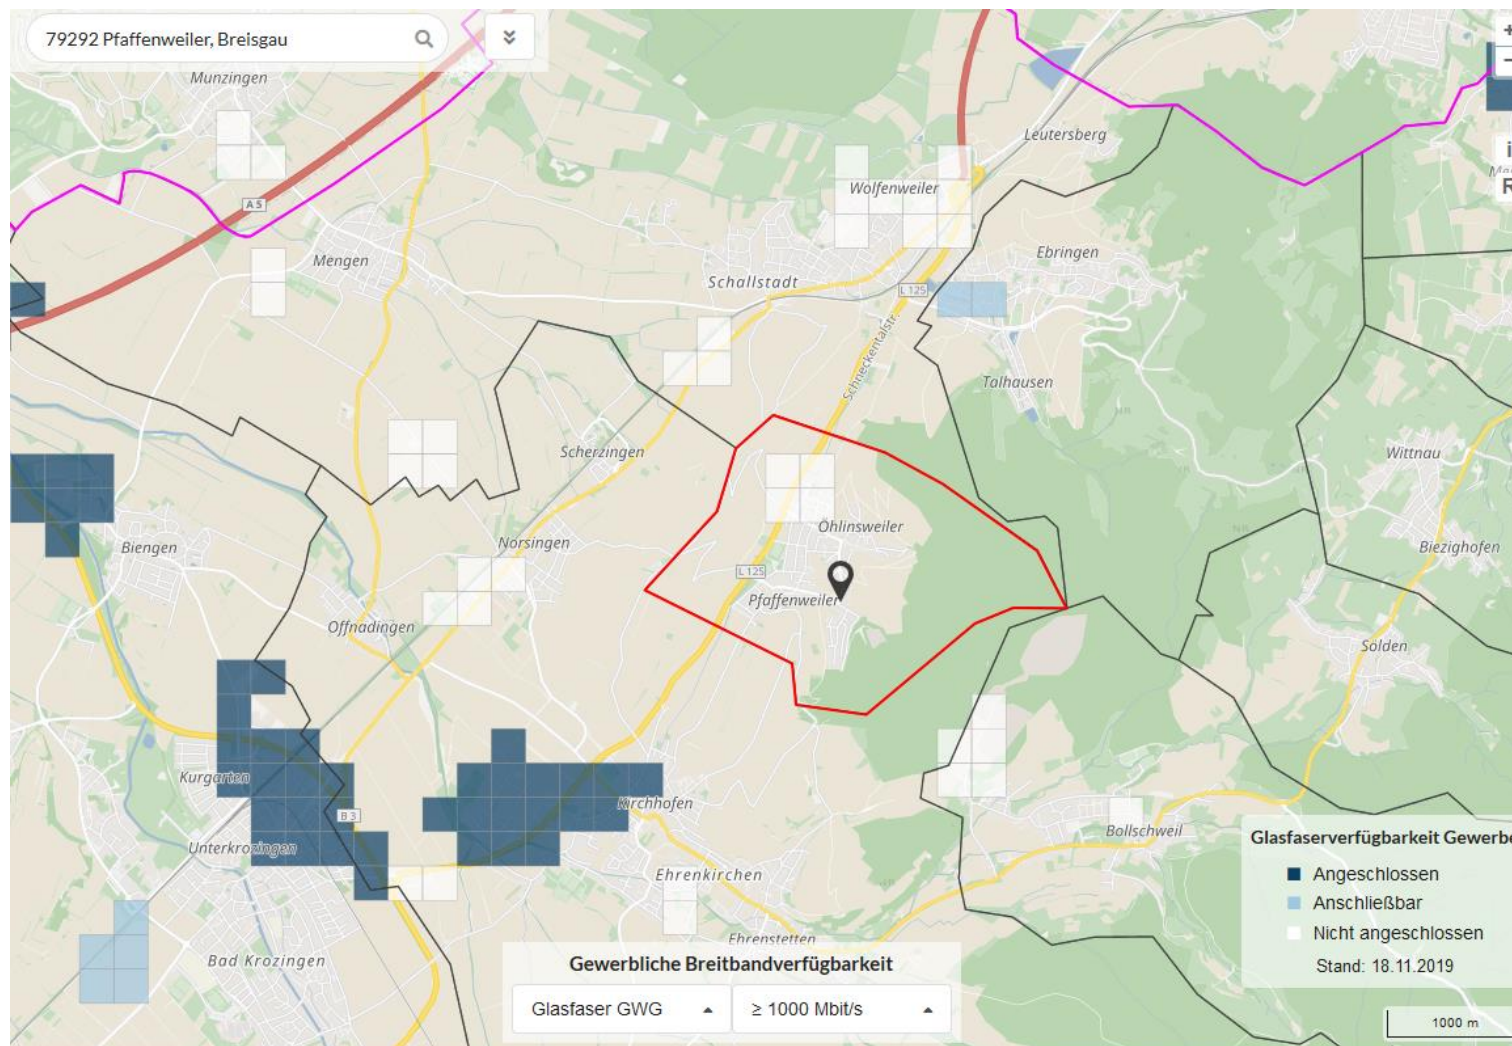 79292 Pfaffenweiler, Breisgau
Munzingen
Leutersberg
Wolfenweiler
A 5
Ebringen
Mengen
Schallstadt
L 125
Schneckentalstr.
Talhausen
Scherzingen
Wittnau
Öhlinsweiler
Biengen
Norsingen
Biezighofen
L 125
Pfaffenweiler
Offnadingen
Sölden
Kurgarten
Kirchhofen
B 3
Bollschweil
Unterkrozingen
Ehrenkirchen
Ehrenstetten
Bad Krozingen
Glasfaserverfügbarkeit Gewerbe
Angeschlossen
Anschließbar
Nicht angeschlossen
Stand: 18.11.2019
Gewerbliche Breitbandverfügbarkeit
Glasfaser GWG
≥ 1000 Mbit/s
1000 m